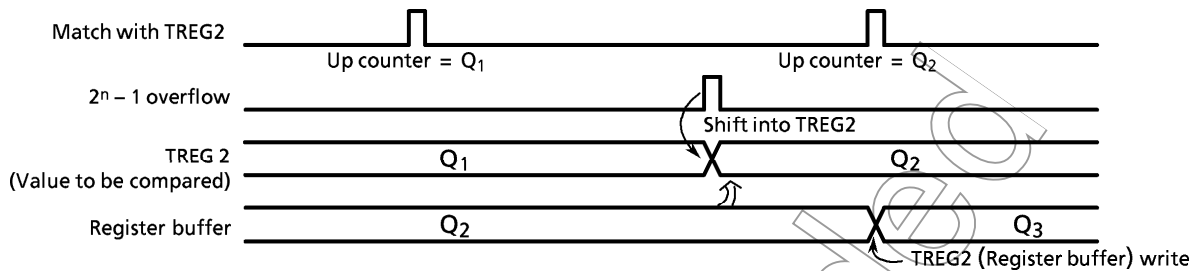 Match with TREG2
Up counter = Q1
Up counter = Q2
2n – 1 overflow
Shift into TREG2
TREG 2
(Value to be compared)
Q1
Q2
Register buffer
Q2
Q3
TREG2 (Register buffer) write